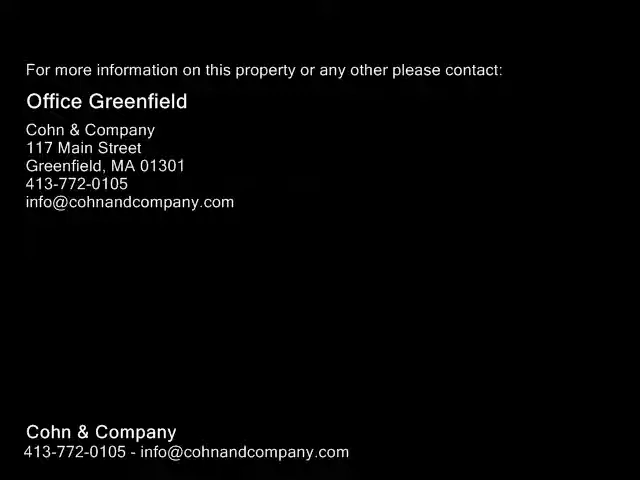 For more information on this property or any other please contact:
Office Greenfield
Cohn & Company
117 Main Street
Greenfield, MA 01301
413-772-0105
info@cohnandcompany.com
Cohn & Company
413-772-0105 - info@cohnandcompany.com